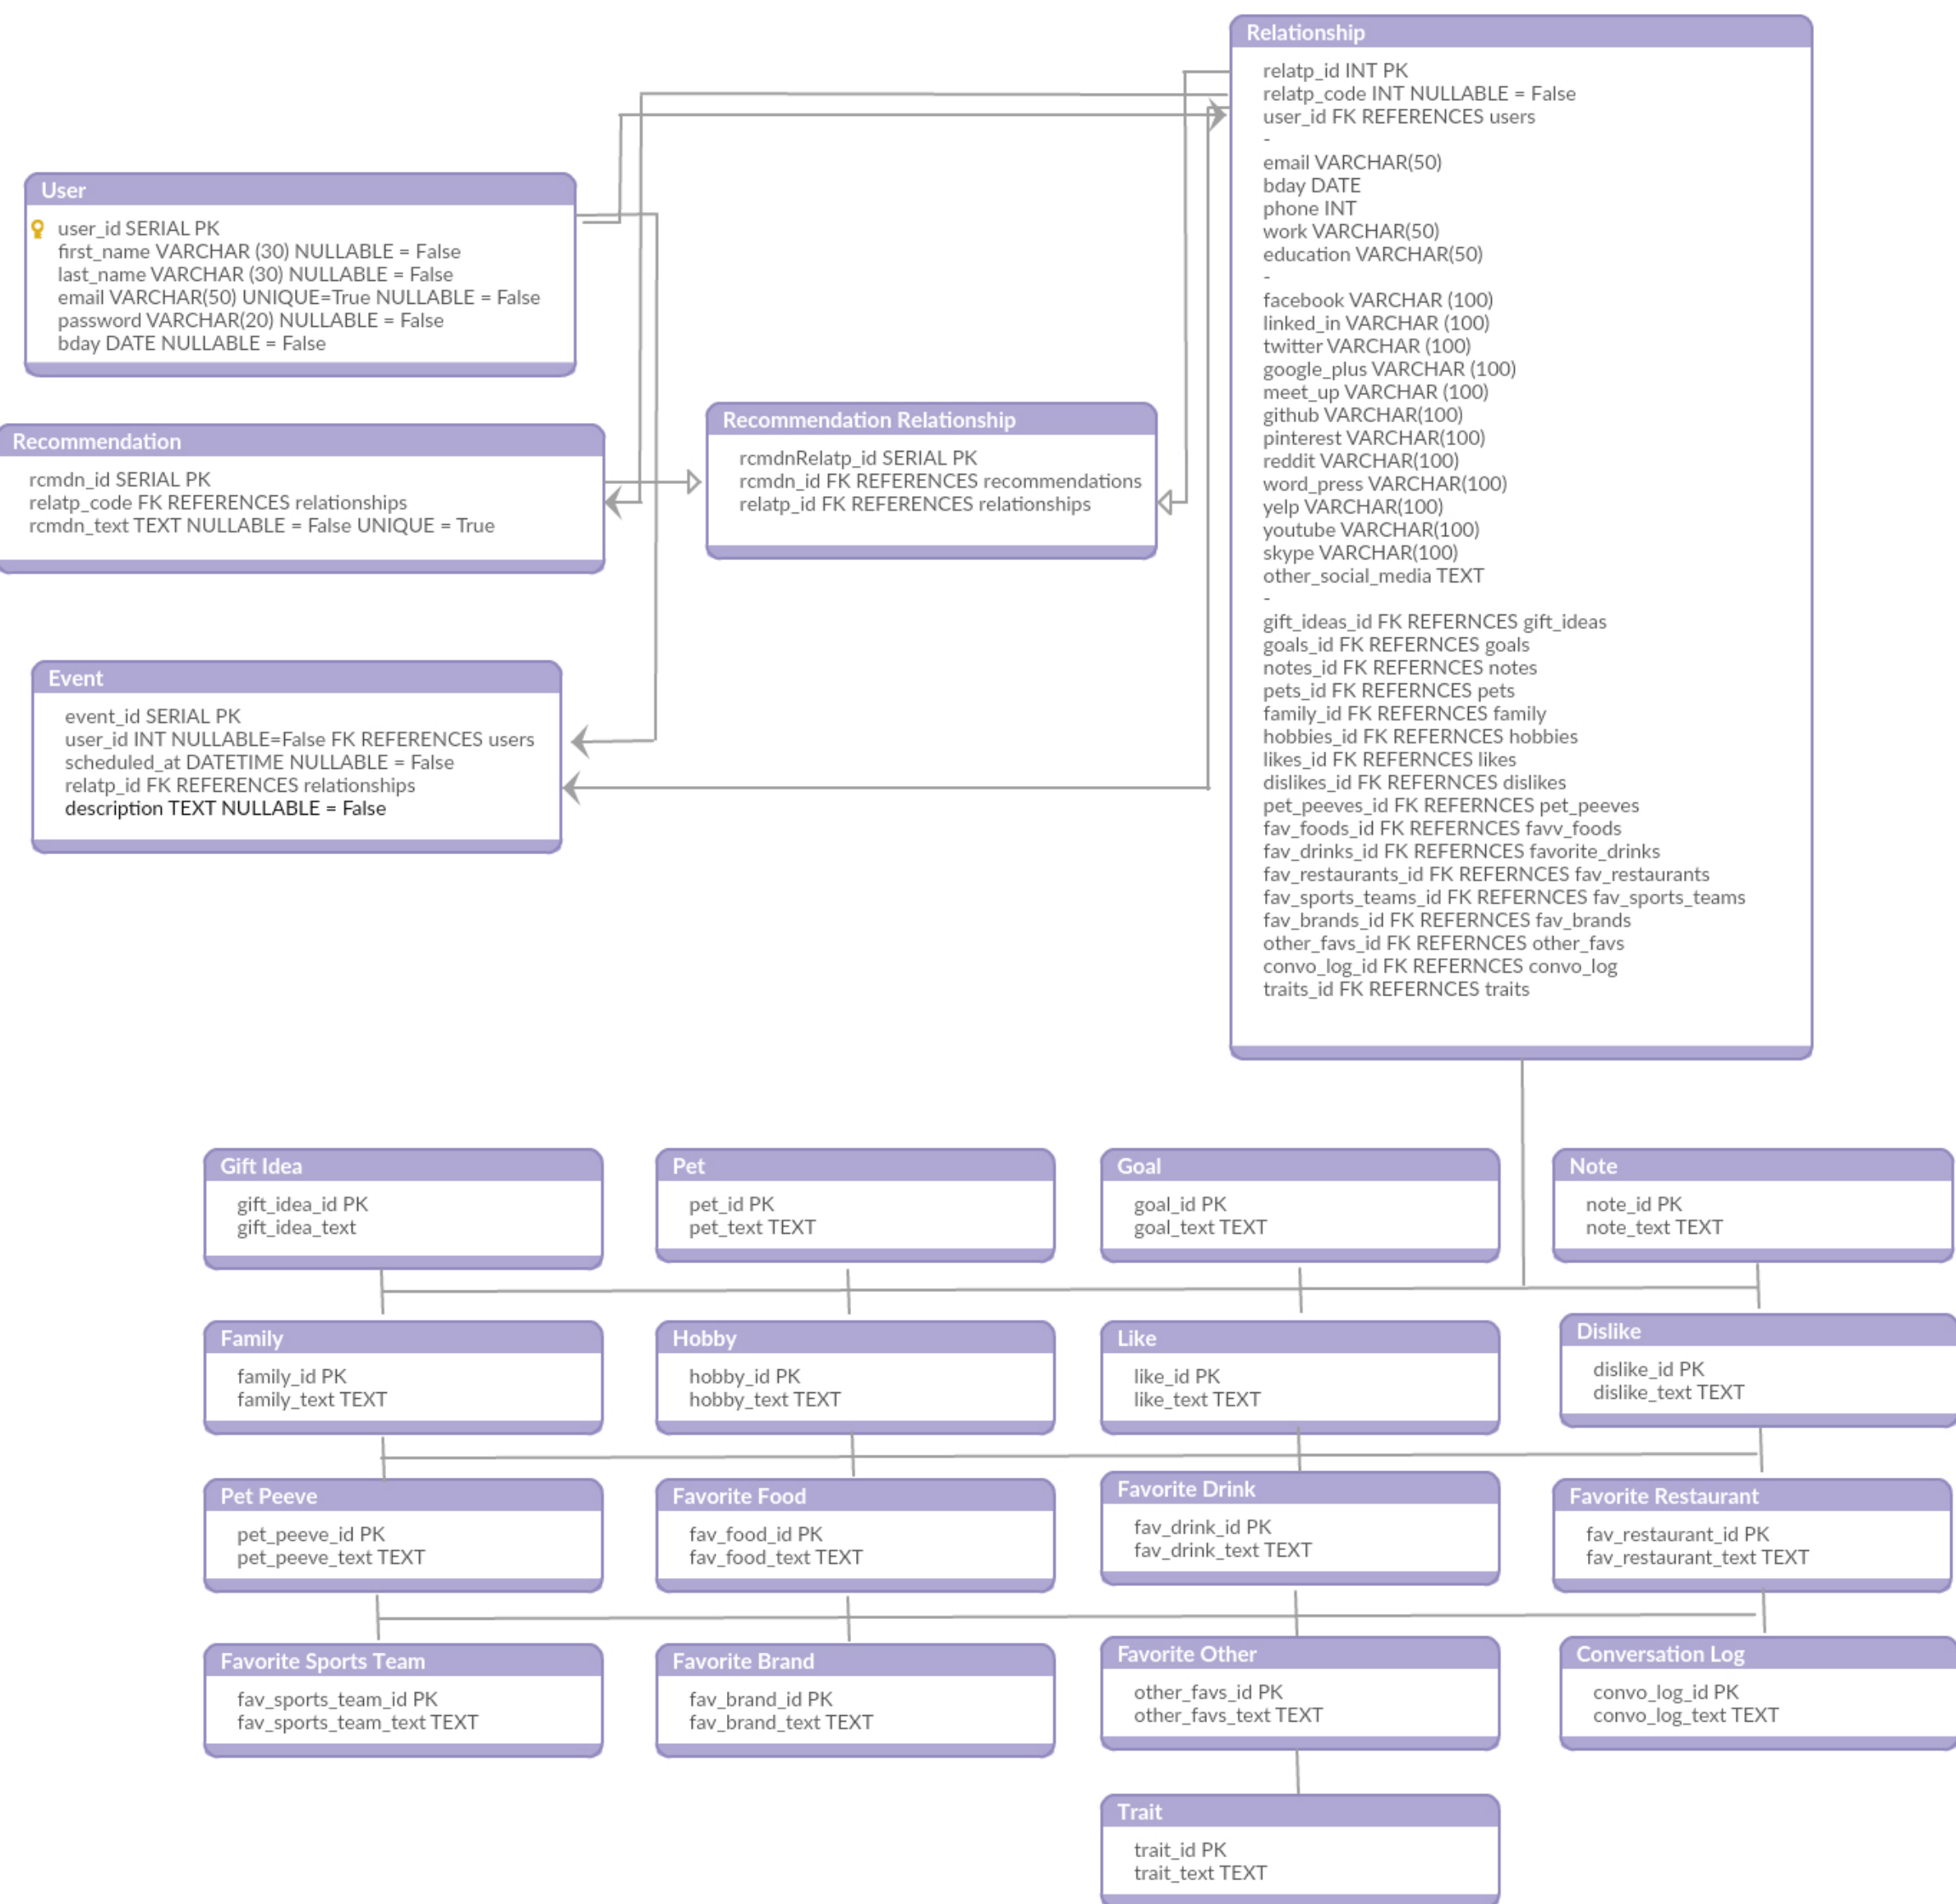 Relationship
relatp_id INT PK
relatp_code INT NULLABLE = False
user_id FK REFERENCES users
-
email VARCHAR(50)
bday DATE
phone INT
work VARCHAR(50)
education VARCHAR(50)
-
facebook VARCHAR (100)
linked_in VARCHAR (100)
twitter VARCHAR (100)
google_plus VARCHAR (100)
meet_up VARCHAR (100)
github VARCHAR(100)
pinterest VARCHAR(100)
reddit VARCHAR(100)
word_press VARCHAR(100)
yelp VARCHAR(100)
youtube VARCHAR(100)
skype VARCHAR(100)
other_social_media TEXT
-
gift_ideas_id FK REFERNCES gift_ideas
goals_id FK REFERNCES goals
notes_id FK REFERNCES notes
pets_id FK REFERNCES pets
family_id FK REFERNCES family
hobbies_id FK REFERNCES hobbies
likes_id FK REFERNCES likes
dislikes_id FK REFERNCES dislikes
pet_peeves_id FK REFERNCES pet_peeves
fav_foods_id FK REFERNCES favv_foods
fav_drinks_id FK REFERNCES favorite_drinks
fav_restaurants_id FK REFERNCES fav_restaurants
fav_sports_teams_id FK REFERNCES fav_sports_teams
fav_brands_id FK REFERNCES fav_brands
other_favs_id FK REFERNCES other_favs
convo_log_id FK REFERNCES convo_log
traits_id FK REFERNCES traits
User
user_id SERIAL PK
first_name VARCHAR (30) NULLABLE = False
last_name VARCHAR (30) NULLABLE = False
email VARCHAR(50) UNIQUE=True NULLABLE = False
password VARCHAR(20) NULLABLE = False
bday DATE NULLABLE = False
Recommendation
rcmdn_id SERIAL PK
relatp_code FK REFERENCES relationships
rcmdn_text TEXT NULLABLE = False UNIQUE = True
Recommendation Relationship
rcmdnRelatp_id SERIAL PK
rcmdn_id FK REFERENCES recommendations
relatp_id FK REFERENCES relationships
Event
event_id SERIAL PK
user_id INT NULLABLE=False FK REFERENCES users
scheduled_at DATETIME NULLABLE = False
relatp_id FK REFERENCES relationships
description TEXT NULLABLE = False
Gift Idea
gift_idea_id PK
gift_idea_text
Pet
pet_id PK
pet_text TEXT
Goal
goal_id PK
goal_text TEXT
Note
note_id PK
note_text TEXT
Family
family_id PK
family_text TEXT
Hobby
hobby_id PK
hobby_text TEXT
Like
like_id PK
like_text TEXT
Dislike
dislike_id PK
dislike_text TEXT
Pet Peeve
pet_peeve_id PK
pet_peeve_text TEXT
Favorite Food
fav_food_id PK
fav_food_text TEXT
Favorite Drink
fav_drink_id PK
fav_drink_text TEXT
Favorite Restaurant
fav_restaurant_id PK
fav_restaurant_text TEXT
Favorite Sports Team
fav_sports_team_id PK
fav_sports_team_text TEXT
Favorite Brand
fav_brand_id PK
fav_brand_text TEXT
Favorite Other
other_favs_id PK
other_favs_text TEXT
Conversation Log
convo_log_id PK
convo_log_text TEXT
Trait
trait_id PK
trait_text TEXT